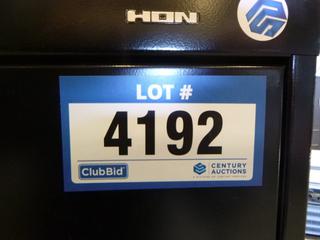 HON
LOT #
4192
ClubBid
CENTURY
AUCTIONS